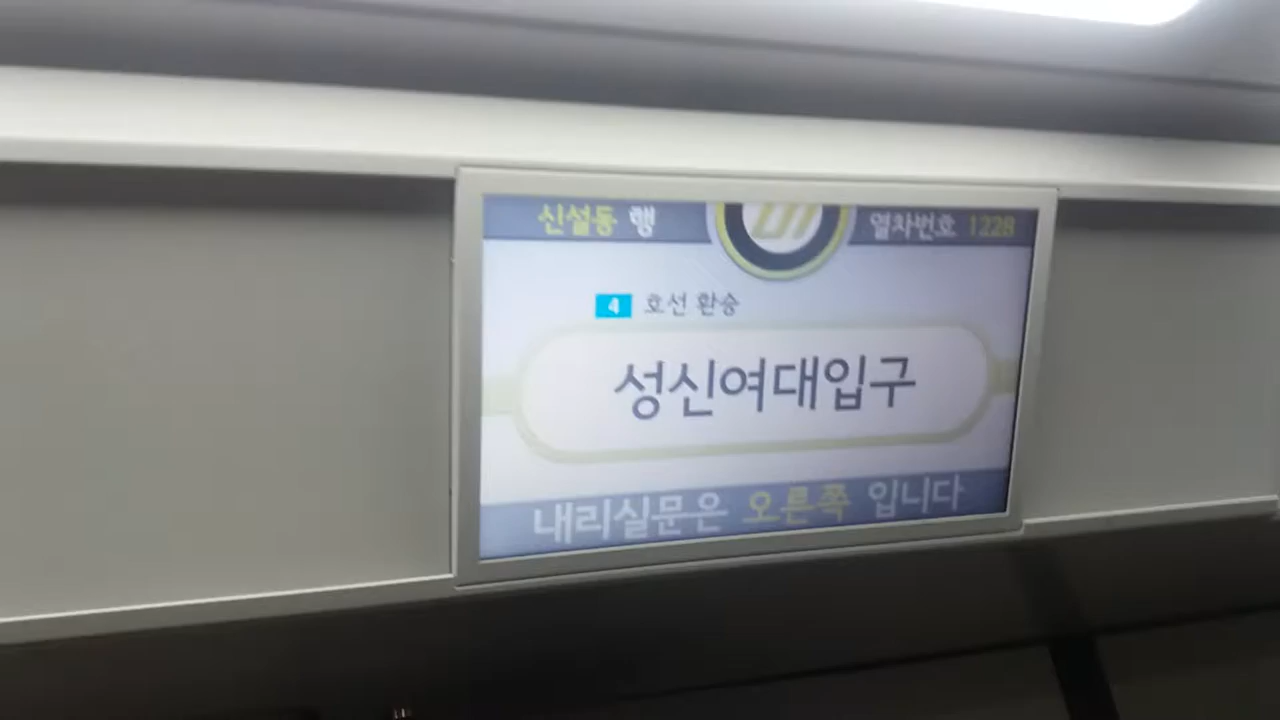 신설동 행
열차번호 1228
4 호선 환승
성신여대입구
내리실문은 오른쪽 입니다